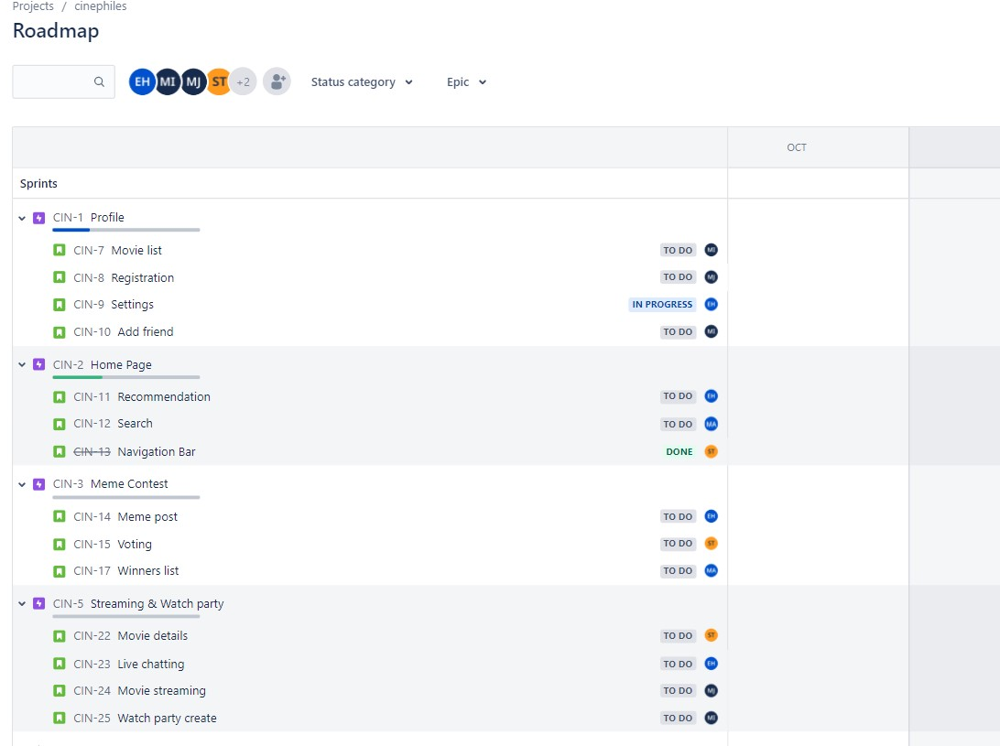 Projects / cinephiles
Roadmap
EH MI MJ ST +2 Status category Epic
OCT
Sprints
CIN-1 Profile
CIN-7 Movie list TO DO MI
CIN-8 Registration TO DO MJ
CIN-9 Settings IN PROGRESS EH
CIN-10 Add friend TO DO MI
CIN-2 Home Page
CIN-11 Recommendation TO DO EH
CIN-12 Search TO DO MA
CIN-13 Navigation Bar DONE ST
CIN-3 Meme Contest
CIN-14 Meme post TO DO EH
CIN-15 Voting TO DO ST
CIN-17 Winners list TO DO MA
CIN-5 Streaming & Watch party
CIN-22 Movie details TO DO ST
CIN-23 Live chatting TO DO EH
CIN-24 Movie streaming TO DO MJ
CIN-25 Watch party create TO DO MI